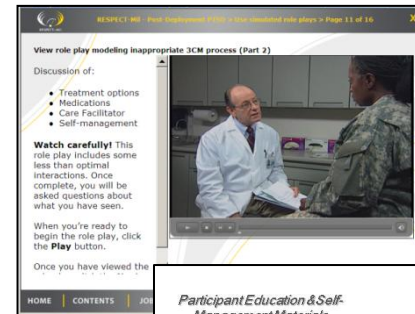 RESPECT-Mil - Post-Deployment PTSD > Use simulated role plays > Page 11 of 16
X
View role play modeling inappropriate 3CM process (Part 2)
Discussion of:
• Treatment options
• Medications
• Care Facilitator
• Self-management
Watch carefully! This
role play includes some
less than optimal
interactions. Once
complete, you will be
asked questions about
what you have seen.
When you're ready to
begin the role play, click
the Play button.
Once you have viewed the
HOME
CONTENTS
Participant Education & Self-
Management Materials